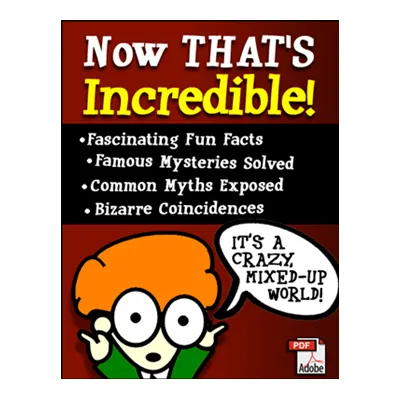 Now THAT'S
Incredible!
• Fascinating Fun Facts
• Famous Mysteries Solved
• Common Myths Exposed
• Bizarre Coincidences
IT'S A
CRAZY,
MIXED-UP
WORLD!
PDF
Adobe